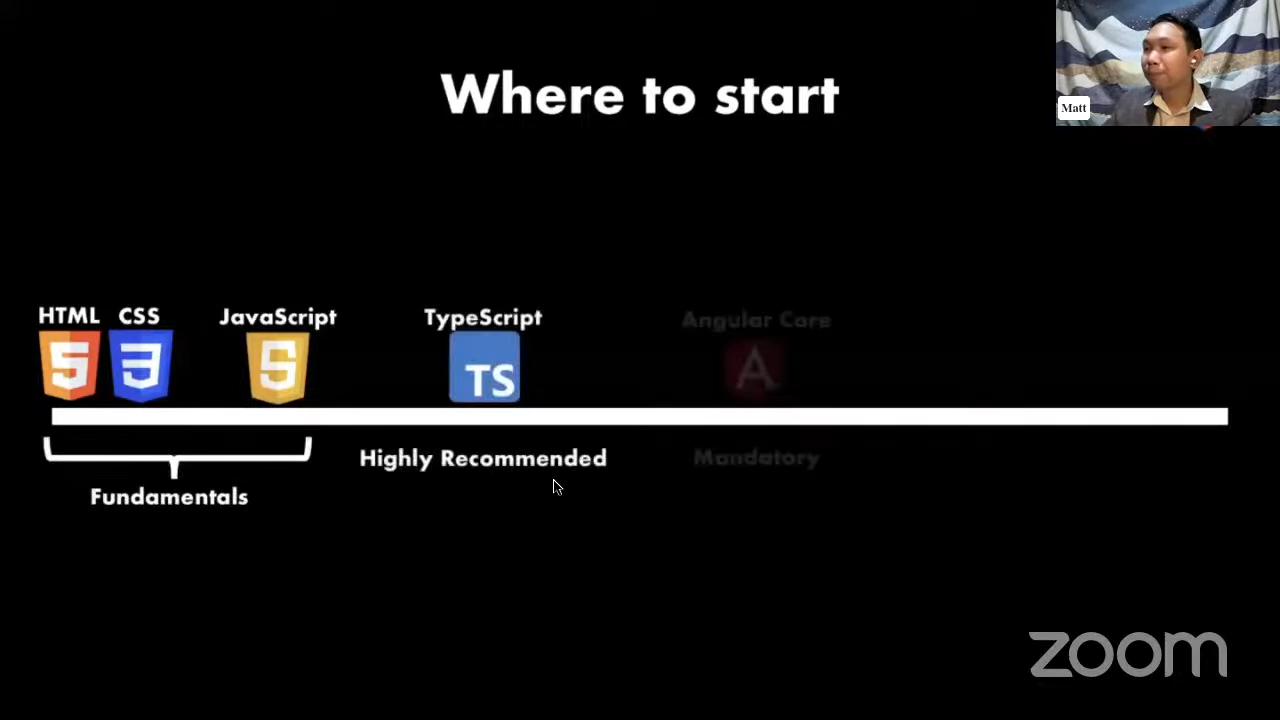 Where to start
Matt
HTML CSS JavaScript TypeScript Angular Core
TS
A
Highly Recommended Mandatory
Fundamentals
zoom